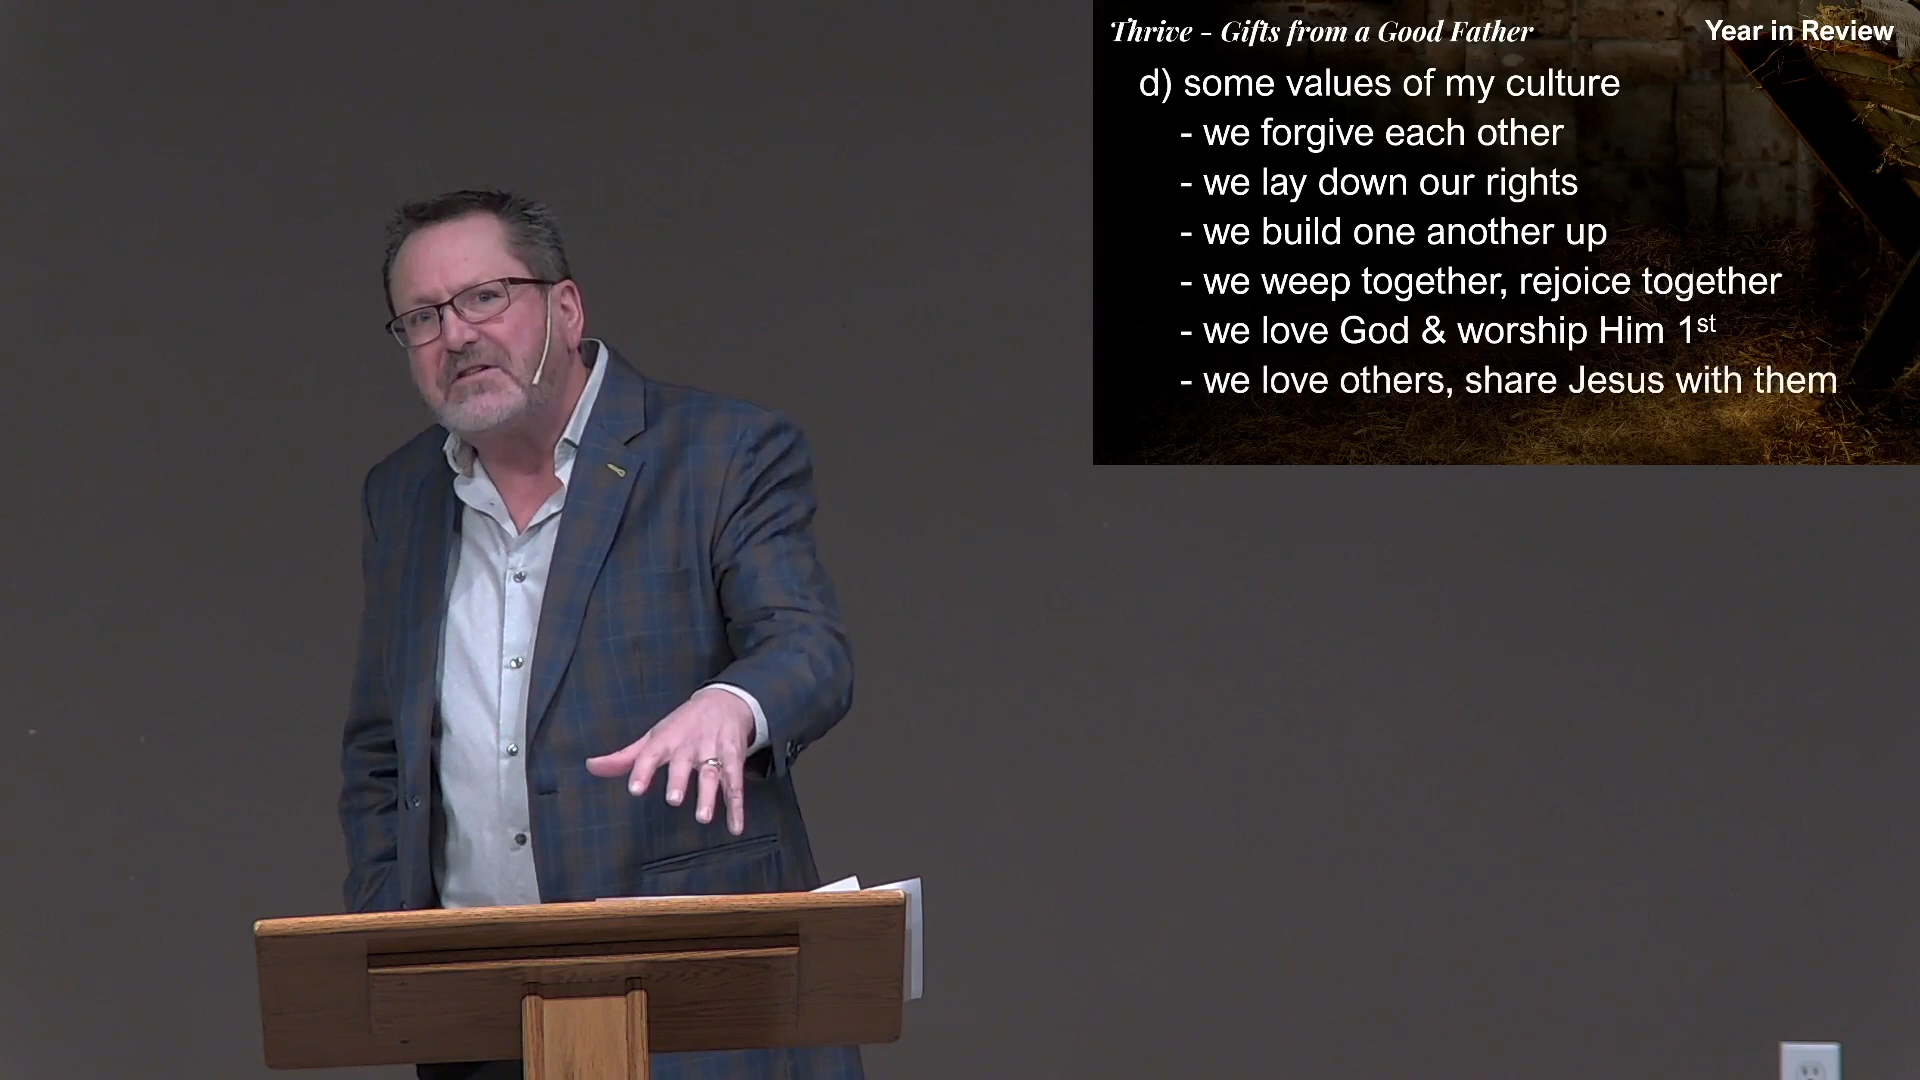 Thrive - Gifts from a Good Father
Year in Review
d) some values of my culture
- we forgive each other
- we lay down our rights
- we build one another up
- we weep together, rejoice together
- we love God & worship Him 1st
- we love others, share Jesus with them